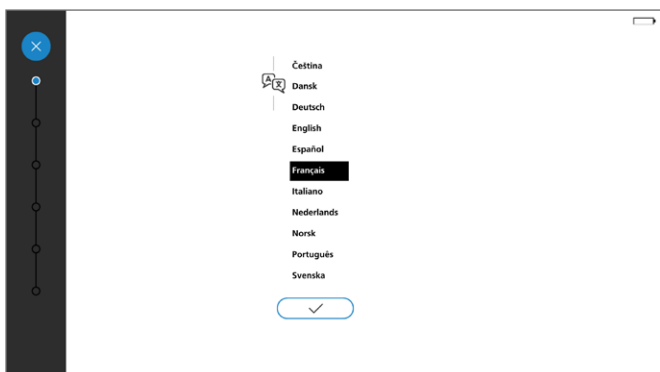 Čeština
Dansk
Deutsch
English
Español
Français
Italiano
Nederlands
Norsk
Português
Svenska